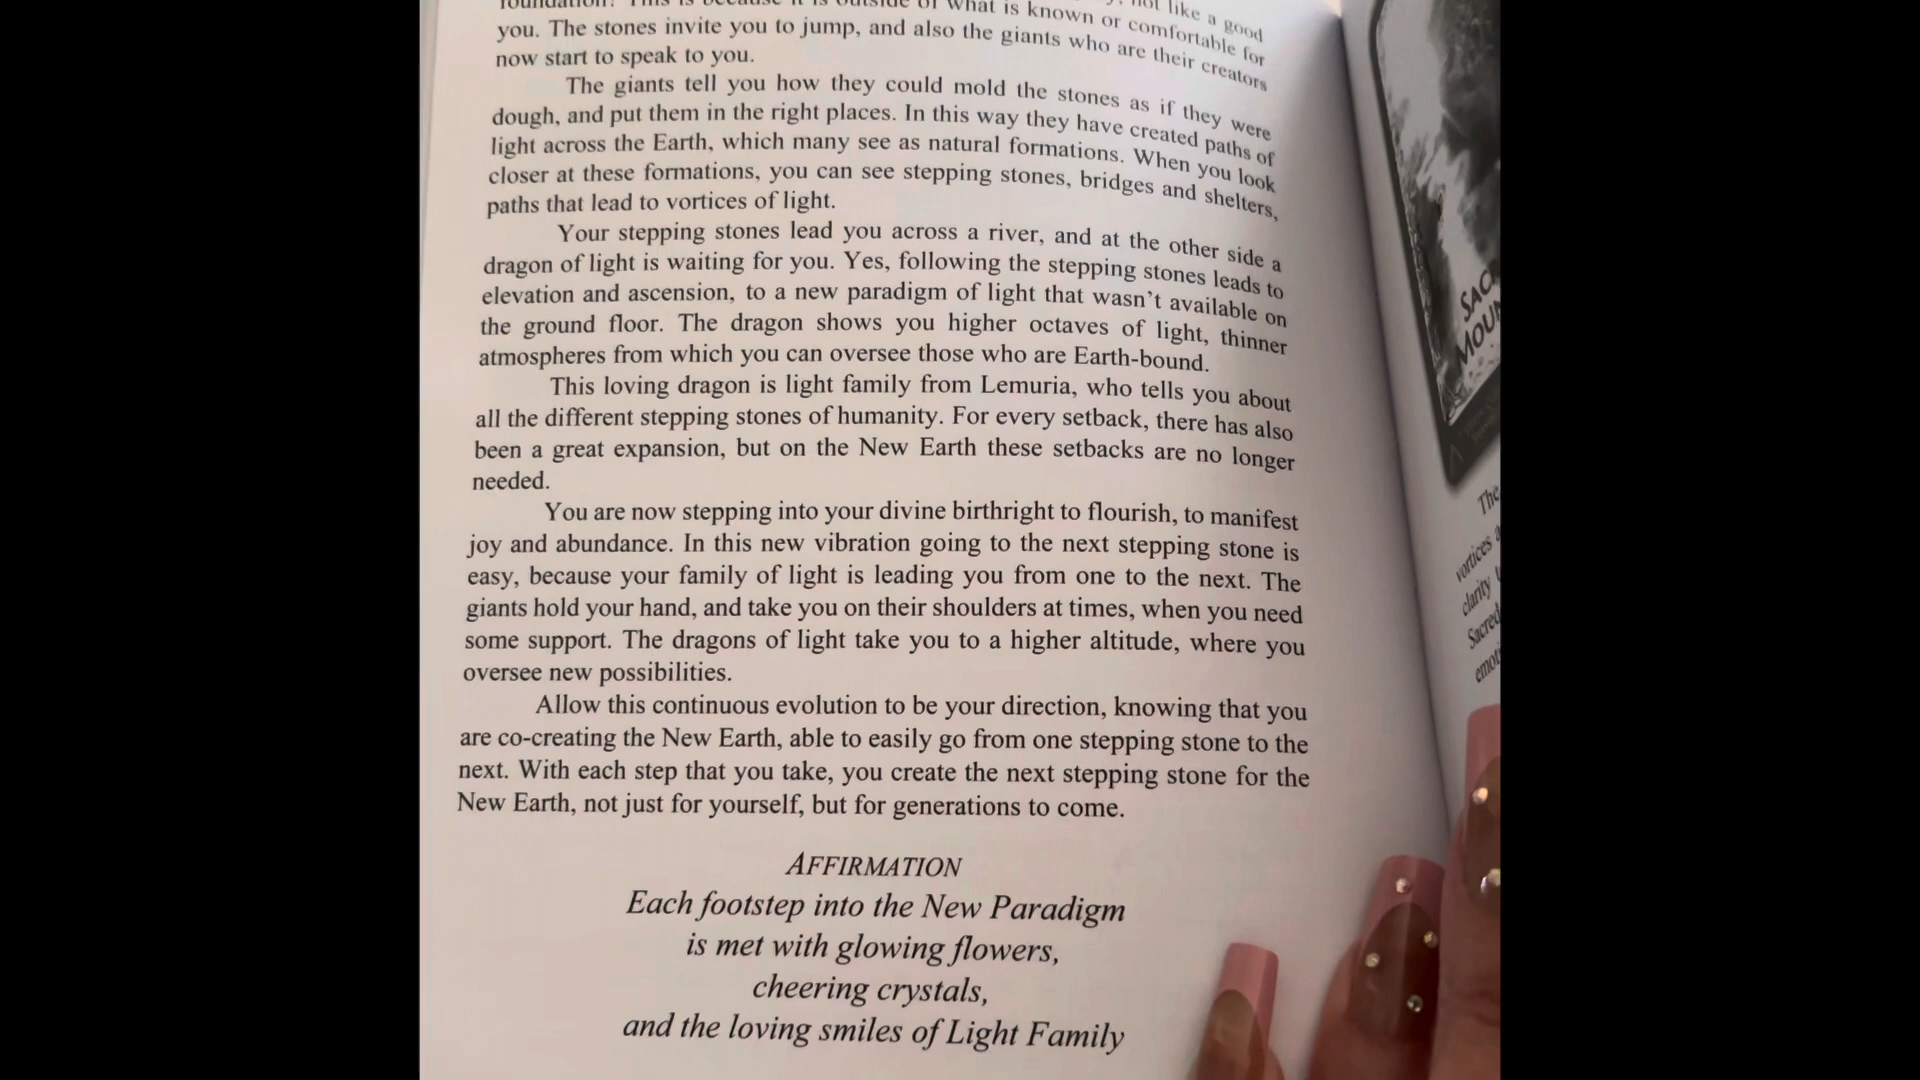 what is known or comfortable for
not like a good
you. The stones invite you to jump, and also the giants who are their creators
now start to speak to you.
The giants tell you how they could mold the stones as if they were
dough, and put them in the right places. In this way they have created paths of
light across the Earth, which many see as natural formations. When you look
closer at these formations, you can see stepping stones, bridges and shelters,
paths that lead to vortices of light.
Your stepping stones lead you across a river, and at the other side a
dragon of light is waiting for you. Yes, following the stepping stones leads to
elevation and ascension, to a new paradigm of light that wasn't available on
the ground floor. The dragon shows you higher octaves of light, thinner
atmospheres from which you can oversee those who are Earth-bound.
This loving dragon is light family from Lemuria, who tells you about
all the different stepping stones of humanity. For every setback, there has also
been a great expansion, but on the New Earth these setbacks are no longer
needed.
You are now stepping into your divine birthright to flourish, to manifest
joy and abundance. In this new vibration going to the next stepping stone is
easy, because your family of light is leading you from one to the next. The
giants hold your hand, and take you on their shoulders at times, when you need
some support. The dragons of light take you to a higher altitude, where you
oversee new possibilities.
Allow this continuous evolution to be your direction, knowing that you
are co-creating the New Earth, able to easily go from one stepping stone to the
next. With each step that you take, you create the next stepping stone for the
New Earth, not just for yourself, but for generations to come.
AFFIRMATION
Each footstep into the New Paradigm
is met with glowing flowers,
cheering crystals,
and the loving smiles of Light Family
The
vortices
clarity
Sacred